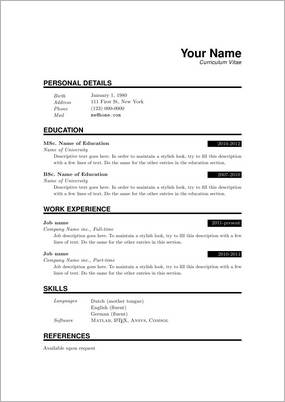 Your Name
Curriculum Vitae
PERSONAL DETAILS
Birth January 1, 1980
Address 111 First St, New York
Phone (000) 000-0000
Mail me@home.com
EDUCATION
MSc. Name of Education 2010-2012
Name of University
Descriptive text goes here. In order to maintain a stylish look, try to fill this description
with a few lines of text. Do the same for the other entries in the education section.
BSc. Name of Education 2007-2010
Name of University
Descriptive text goes here. In order to maintain a stylish look, try to fill this description
with a few lines of text. Do the same for the other entries in the education section.
WORK EXPERIENCE
Job name 2011-present
Company Name inc., Full-time
Job description goes here. To maintain a stylish look, try to fill this description with a few
lines of text. Do the same for the other entries in this section.
Job name 2010-2011
Company Name inc., Part-time
Job description goes here. To maintain a stylish look, try to fill this description with a few
lines of text. Do the same for the other entries in this section.
SKILLS
Languages Dutch (mother tongue)
English (fluent)
German (fluent)
Software MATLAB, LATEX, ANSYS, COMSOL
REFERENCES
Available upon request